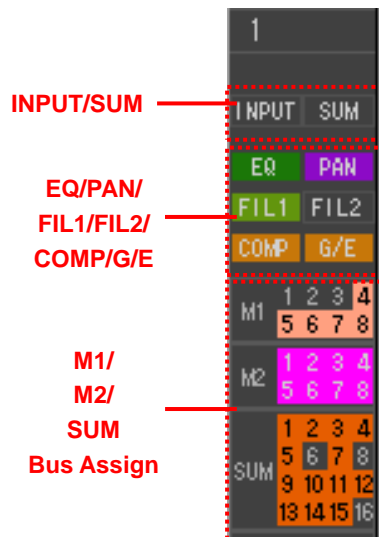 1
INPUT/SUM
INPUT SUM
EQ/PAN/
FIL1/FIL2/
COMP/G/E
EQ PAN
FIL1 FIL2
COMP G/E
M1/
M2/
SUM
Bus Assign
M1
1 2 3 4
5 6 7 8
M2
1 2 3 4
5 6 7 8
SUM
1 2 3 4
5 6 7 8
9 10 11 12
13 14 15 16